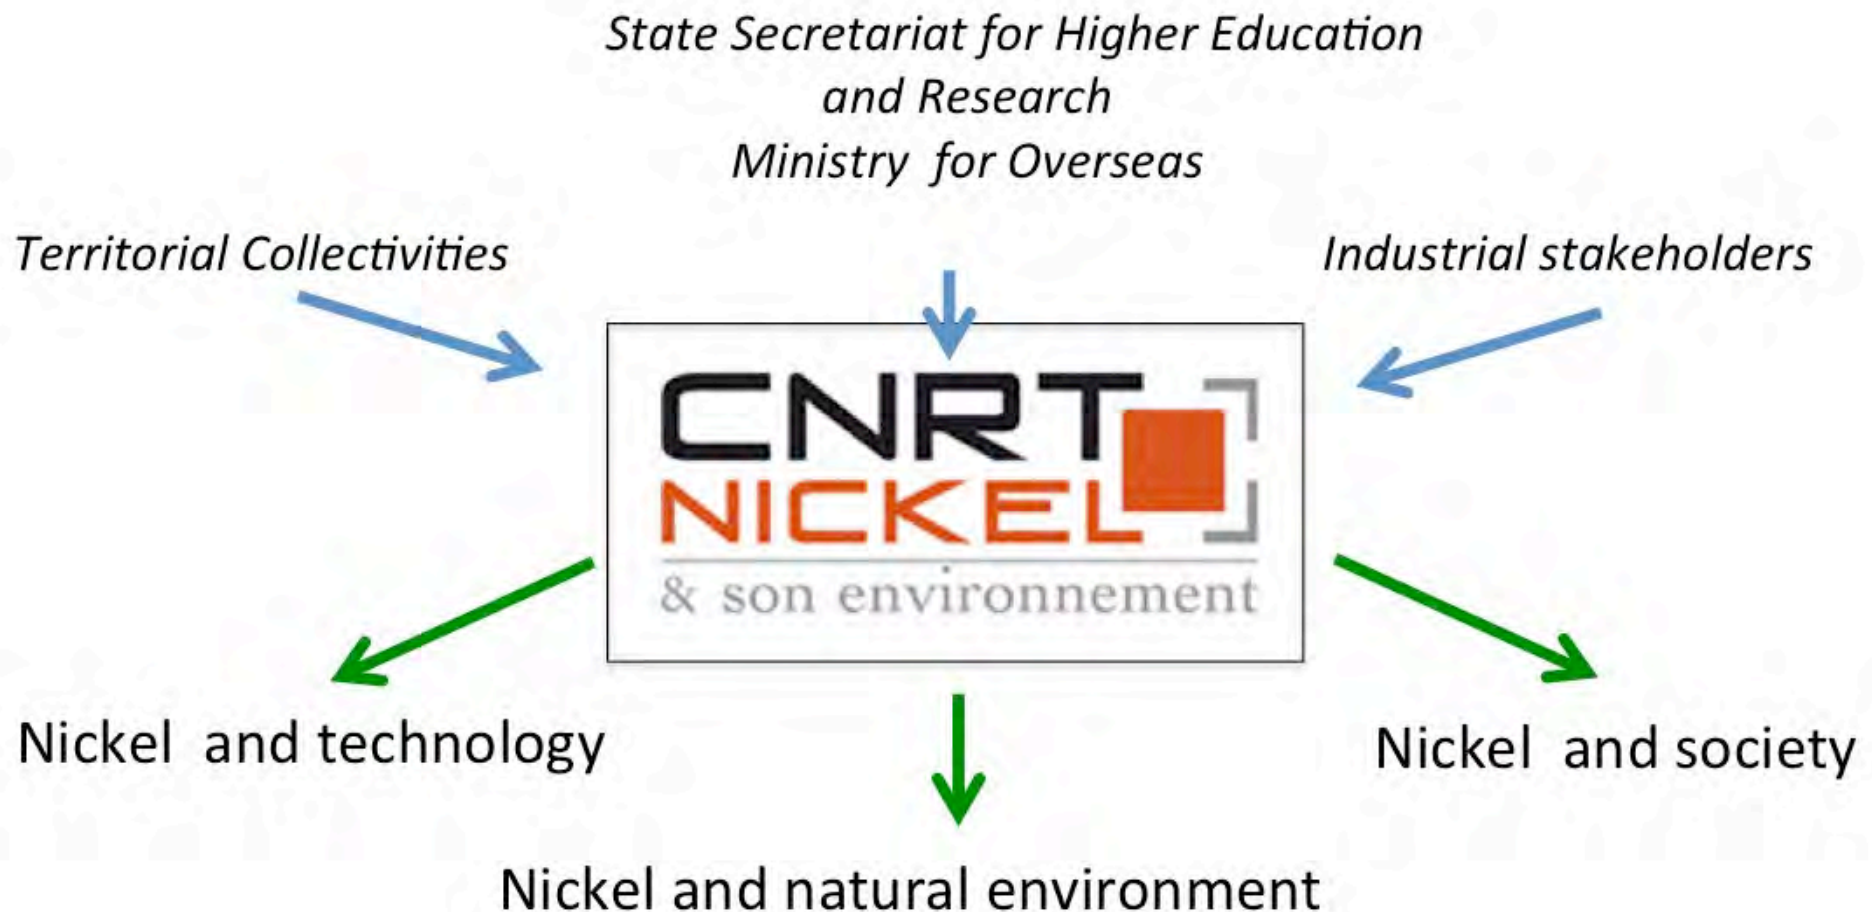 State Secretariat for Higher Education
and Research
Ministry for Overseas
Territorial Collectivities
Industrial stakeholders
CNRT
NICKEL
& son environnement
Nickel and technology
Nickel and society
Nickel and natural environment